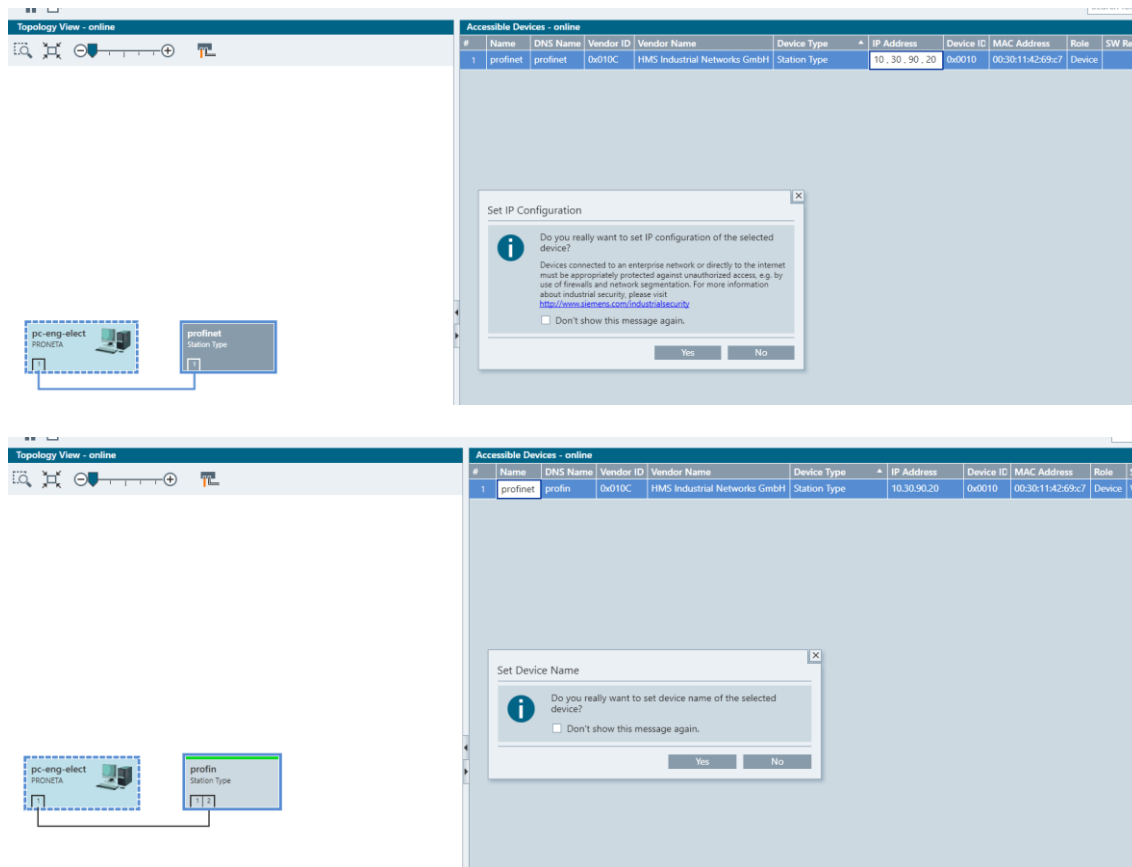 Topology View - online
Accessible Devices - online
# Name DNS Name Vendor ID Vendor Name Device Type IP Address Device ID MAC Address Role SW Re
1 profinet profinet 0x010C HMS Industrial Networks GmbH Station Type 10 . 30 . 90 . 20 0x0010 00:30:11:42:69:c7 Device
Set IP Configuration
Do you really want to set IP configuration of the selected
device?
Devices connected to an enterprise network or directly to the internet
must be appropriately protected against unauthorized access, e.g. by
use of firewalls and network segmentation. For more information
about industrial security, please visit
http://www.siemens.com/industrialsecurity
Don't show this message again.
Yes No
pc-eng-elect
PRONETA
1
profinet
Station Type
1
Topology View - online
Accessible Devices - online
# Name DNS Name Vendor ID Vendor Name Device Type IP Address Device ID MAC Address Role
1 profinet profin 0x010C HMS Industrial Networks GmbH Station Type 10.30.90.20 0x0010 00:30:11:42:69:c7 Device
Set Device Name
Do you really want to set device name of the selected
device?
Don't show this message again.
Yes No
pc-eng-elect
PRONETA
1
profin
Station Type
1 2